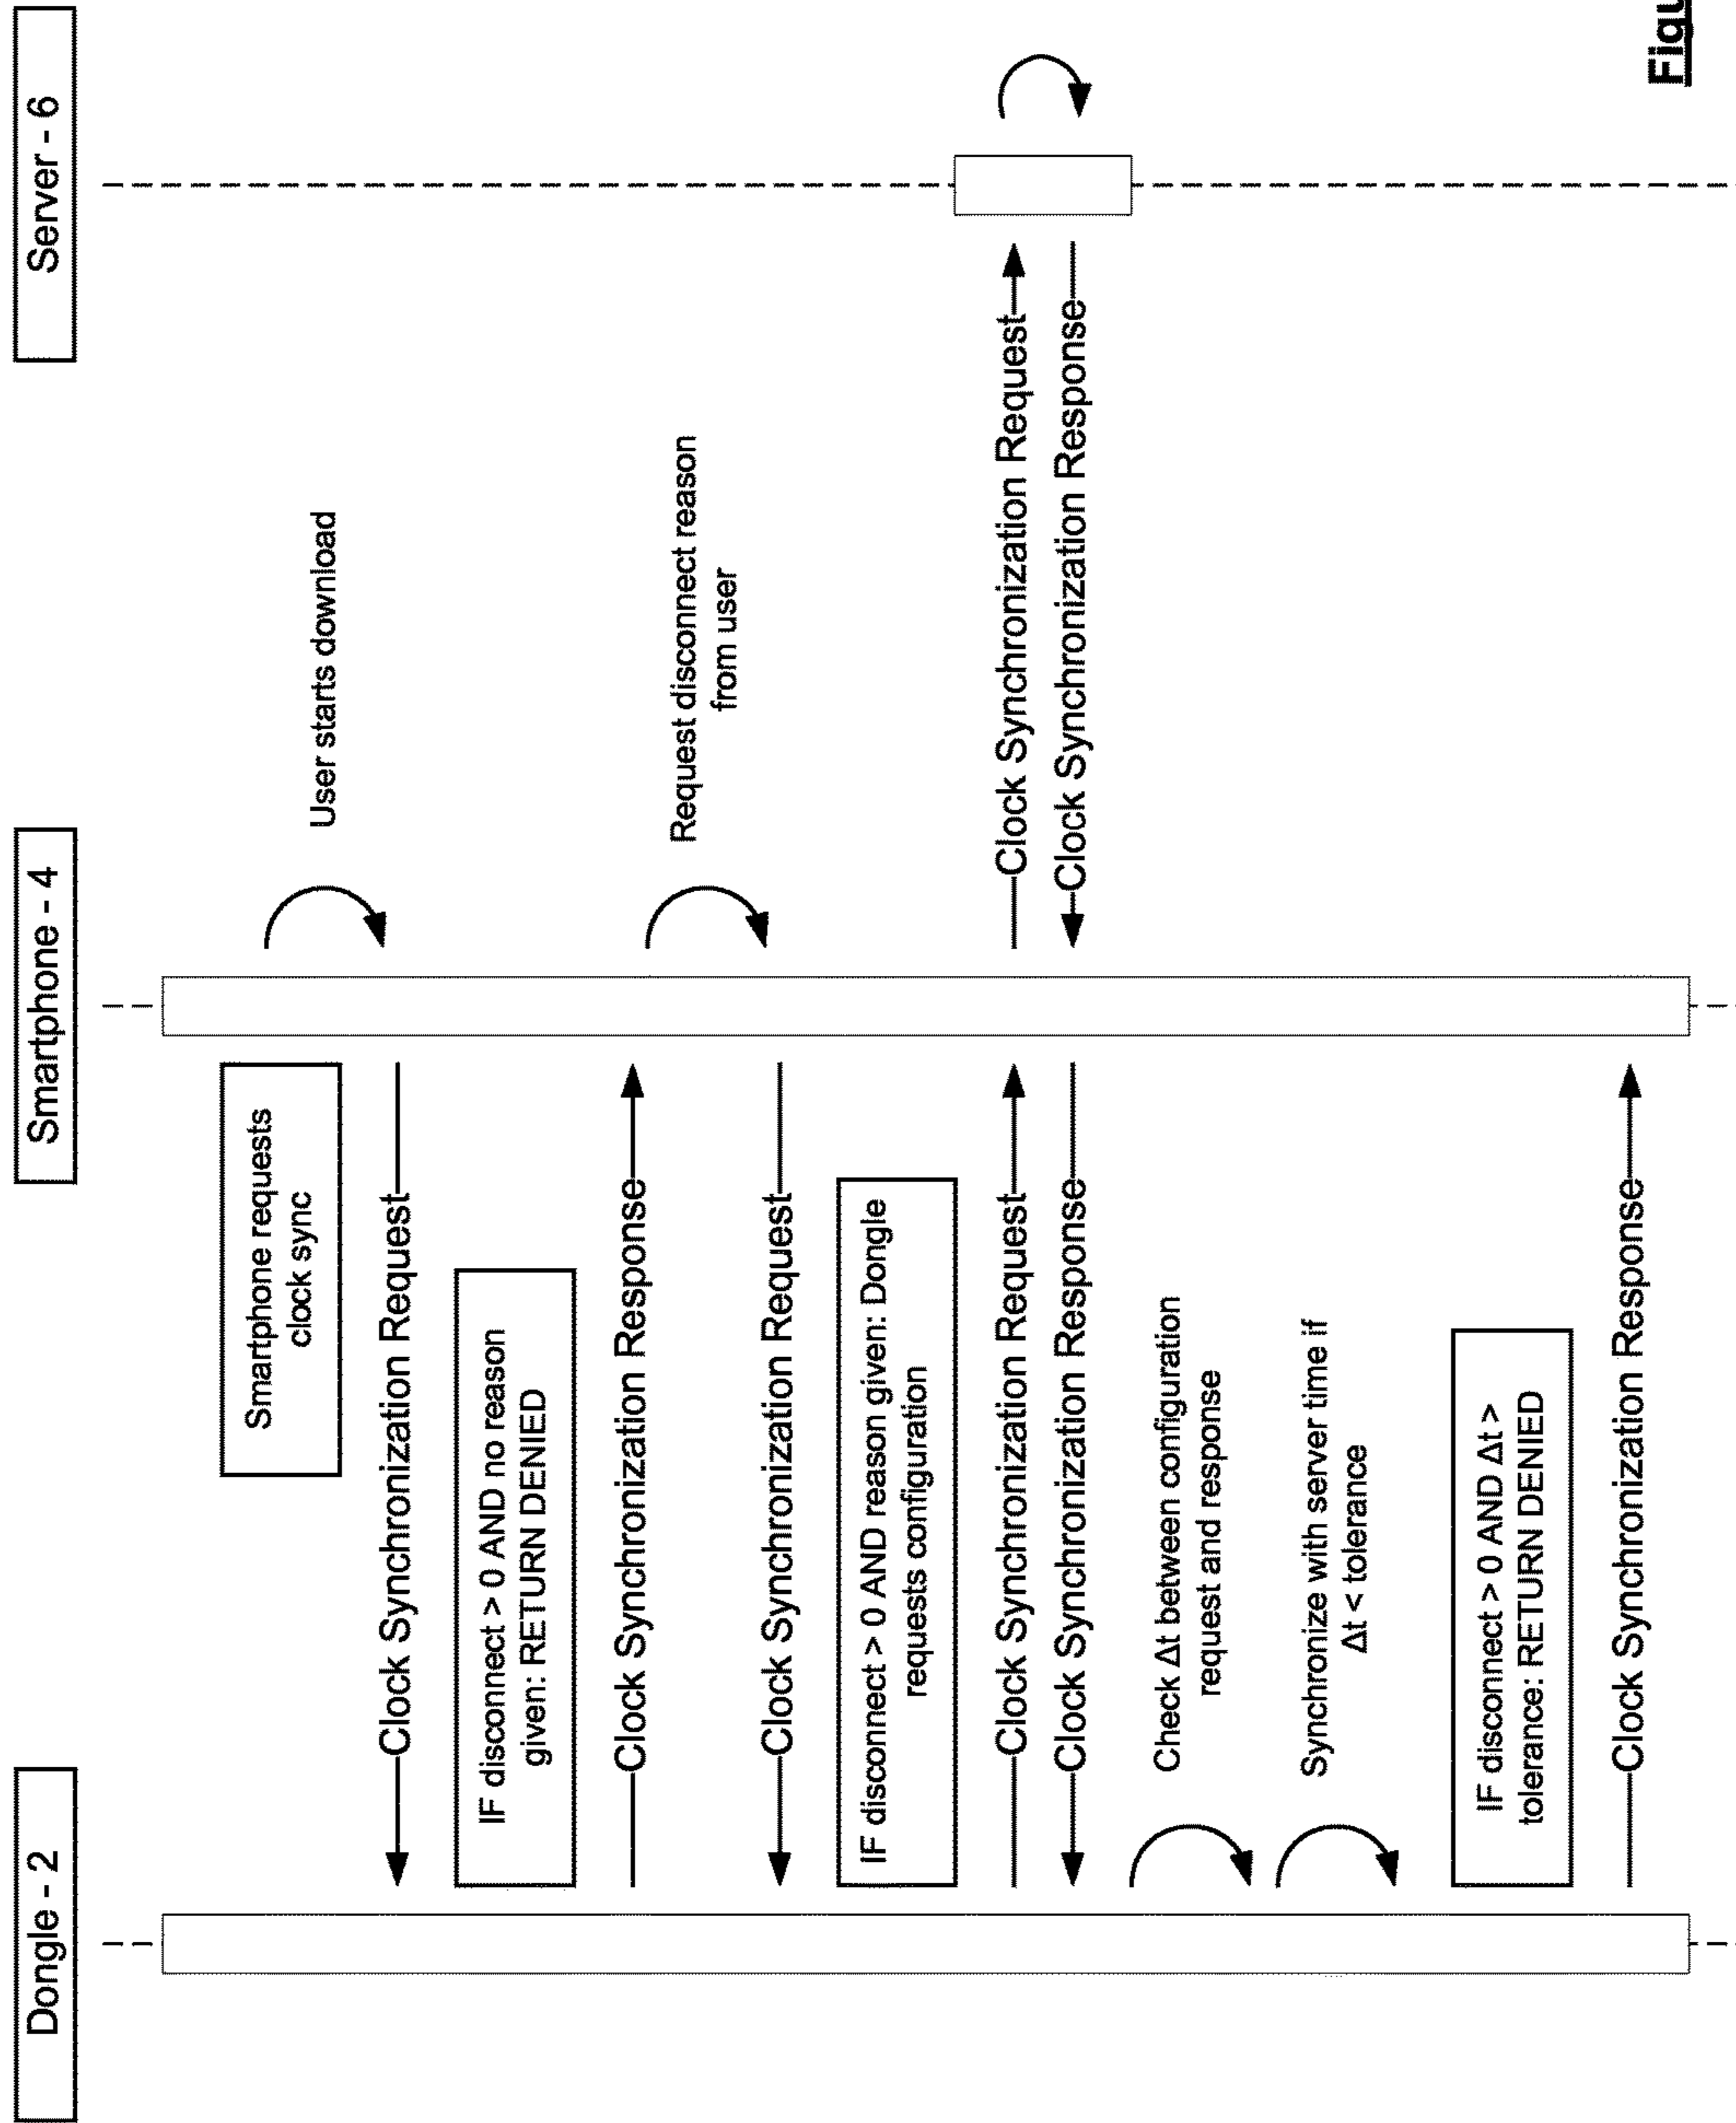 Dongle - 2
Smartphone - 4
Server - 6
Smartphone requests
clock sync
User starts download
Clock Synchronization Request
IF disconnect > 0 AND no reason
given: RETURN DENIED
Clock Synchronization Response
Request disconnect reason
from user
Clock Synchronization Request
IF disconnect > 0 AND reason given: Dongle
requests configuration
Clock Synchronization Request
Clock Synchronization Request
Clock Synchronization Response
Clock Synchronization Response
Check Δt between configuration
request and response
Synchronize with server time if
Δt < tolerance
IF disconnect > 0 AND Δt >
tolerance: RETURN DENIED
Clock Synchronization Response